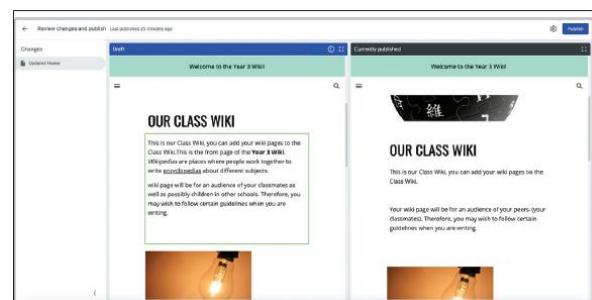 Review changes and publish Last published 25 minutes ago
Publish
Changes
Updated Home
Draft
Welcome to the Year 3 Wiki!
OUR CLASS WIKI
This is our Class Wiki, you can add your wiki pages to the
Class Wiki.This is the front page of the Year 3 Wiki.
Wikipedias are places where people work together to
write encyclopedias about different subjects.
wiki page will be for an audience of your classmates as
well as possibly children in other schools. Therefore, you
may wish to follow certain guidelines when you are
writing.
Currently published
Welcome to the Year 3 Wiki!
維
OUR CLASS WIKI
This is our Class Wiki, you can add your wiki pages to the
Class Wiki.
Your wiki page will be for an audience of your peers (your
classmates). Therefore, you may wish to follow certain
guidelines when you are writing.